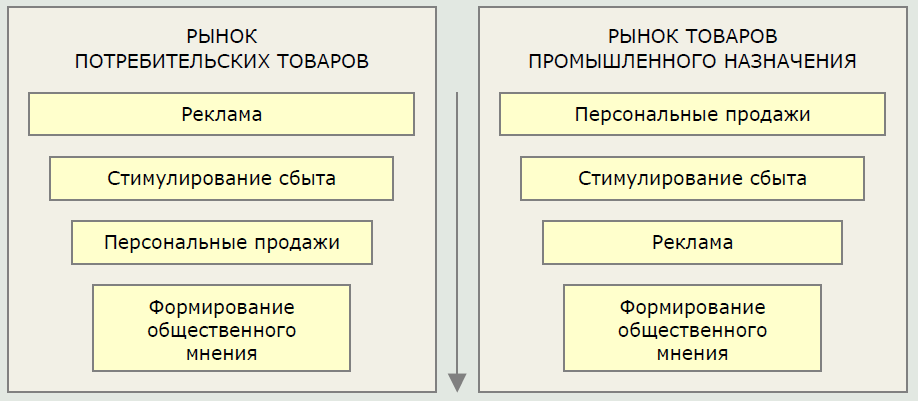 РЫНОК
ПОТРЕБИТЕЛЬСКИХ ТОВАРОВ
Реклама
Стимулирование сбыта
Персональные продажи
Формирование
общественного
мнения
РЫНОК ТОВАРОВ
ПРОМЫШЛЕННОГО НАЗНАЧЕНИЯ
Персональные продажи
Стимулирование сбыта
Реклама
Формирование
общественного
мнения